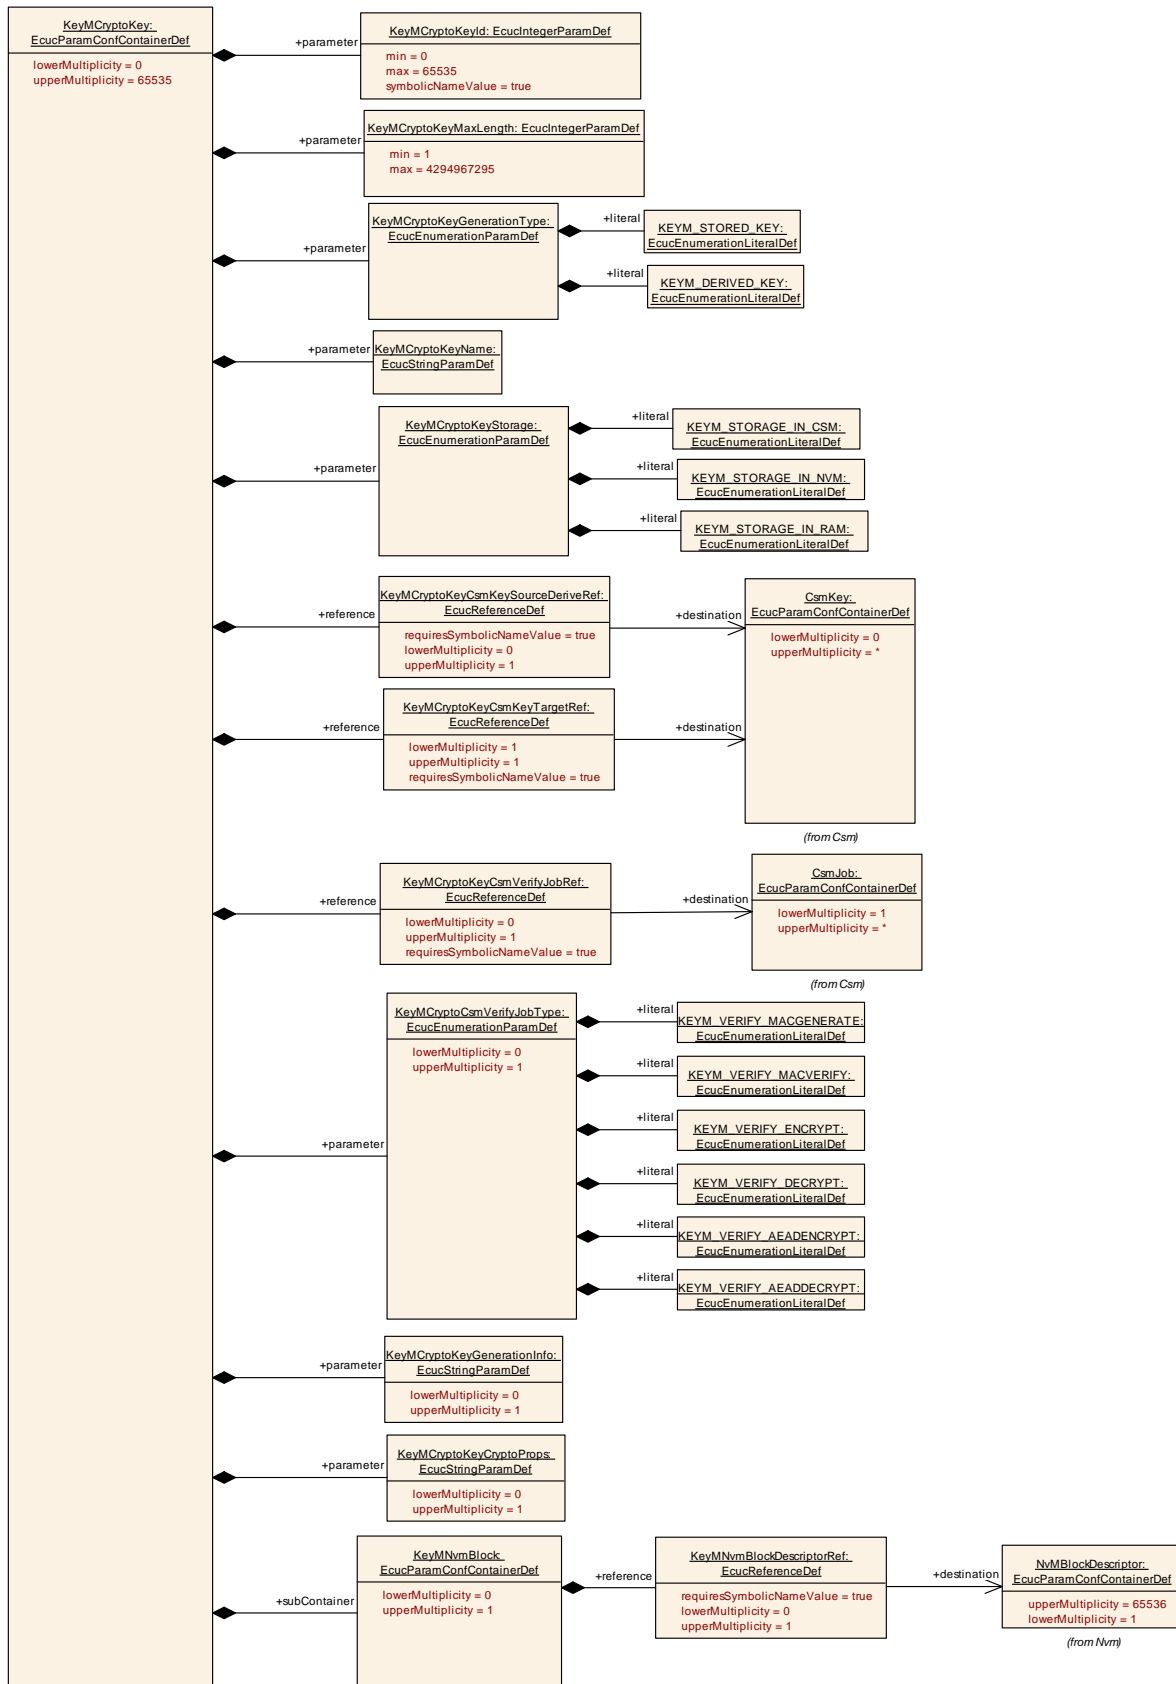 KeyMCryptoKey:
EcucParamConfContainerDef
lowerMultiplicity = 0
upperMultiplicity = 65535
+parameter
KeyMCryptoKeyId: EcucIntegerParamDef
min = 0
max = 65535
symbolicNameValue = true
+parameter
KeyMCryptoKeyMaxLength: EcucIntegerParamDef
min = 1
max = 4294967295
+parameter
KeyMCryptoKeyGenerationType:
EcucEnumerationParamDef
+literal
KEYM_STORED_KEY:
EcucEnumerationLiteralDef
+literal
KEYM_DERIVED_KEY:
EcucEnumerationLiteralDef
+parameter
KeyMCryptoKeyName:
EcucStringParamDef
+parameter
KeyMCryptoKeyStorage:
EcucEnumerationParamDef
+literal
KEYM_STORAGE_IN_CSM:
EcucEnumerationLiteralDef
+literal
KEYM_STORAGE_IN_NVM:
EcucEnumerationLiteralDef
+literal
KEYM_STORAGE_IN_RAM:
EcucEnumerationLiteralDef
+reference
KeyMCryptoKeyCsmKeySourceDeriveRef:
EcucReferenceDef
requiresSymbolicNameValue = true
lowerMultiplicity = 0
upperMultiplicity = 1
+destination
CsmKey:
EcucParamConfContainerDef
lowerMultiplicity = 0
upperMultiplicity = *
+reference
KeyMCryptoKeyCsmKeyTargetRef:
EcucReferenceDef
lowerMultiplicity = 1
upperMultiplicity = 1
requiresSymbolicNameValue = true
+destination
(from Csm)
+reference
KeyMCryptoKeyCsmVerifyJobRef:
EcucReferenceDef
lowerMultiplicity = 0
upperMultiplicity = 1
requiresSymbolicNameValue = true
+destination
CsmJob:
EcucParamConfContainerDef
lowerMultiplicity = 1
upperMultiplicity = *
(from Csm)
+parameter
KeyMCryptoCsmVerifyJobType:
EcucEnumerationParamDef
lowerMultiplicity = 0
upperMultiplicity = 1
+literal
KEYM_VERIFY_MACGENERATE:
EcucEnumerationLiteralDef
+literal
KEYM_VERIFY_MACVERIFY:
EcucEnumerationLiteralDef
+literal
KEYM_VERIFY_ENCRYPT:
EcucEnumerationLiteralDef
+literal
KEYM_VERIFY_DECRYPT:
EcucEnumerationLiteralDef
+literal
KEYM_VERIFY_AEADENCRYPT:
EcucEnumerationLiteralDef
+literal
KEYM_VERIFY_AEADDECRYPT:
EcucEnumerationLiteralDef
+parameter
KeyMCryptoKeyGenerationInfo:
EcucStringParamDef
lowerMultiplicity = 0
upperMultiplicity = 1
+parameter
KeyMCryptoKeyCryptoProps:
EcucStringParamDef
lowerMultiplicity = 0
upperMultiplicity = 1
+subContainer
KeyMNvmBlock:
EcucParamConfContainerDef
lowerMultiplicity = 0
upperMultiplicity = 1
+reference
KeyMNvmBlockDescriptorRef:
EcucReferenceDef
requiresSymbolicNameValue = true
lowerMultiplicity = 0
upperMultiplicity = 1
+destination
NvMBlockDescriptor:
EcucParamConfContainerDef
upperMultiplicity = 65536
lowerMultiplicity = 1
(from Nvm)